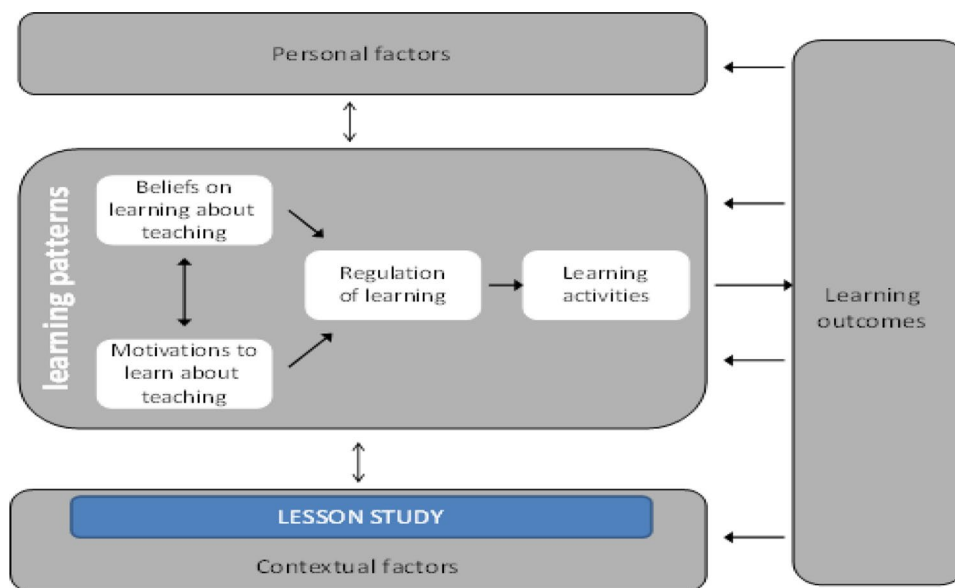 Personal factors
learning patterns
Beliefs on
learning about
teaching
Regulation
of learning
Learning
activities
Motivations to
learn about
teaching
Learning
outcomes
LESSON STUDY
Contextual factors